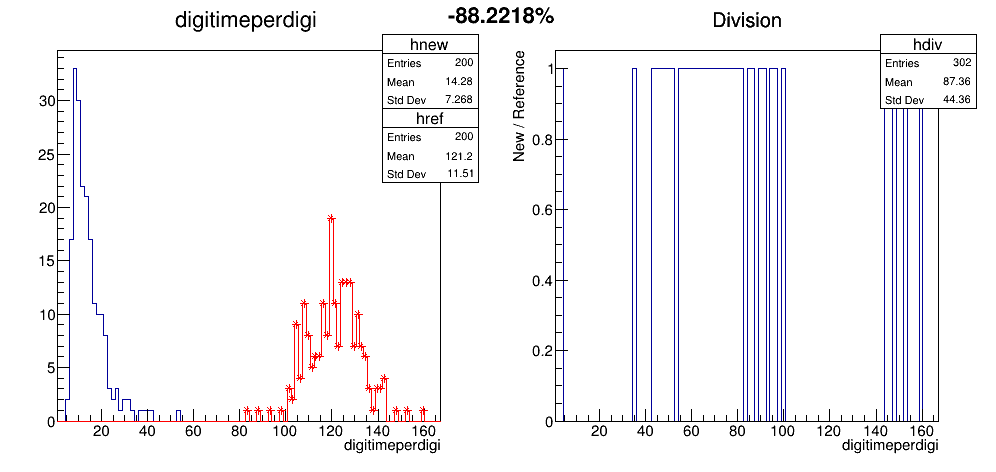 digitimeperdigi
-88.2218%
Division
hnew
Entries 200
Mean 14.28
Std Dev 7.268
href
Entries 200
Mean 121.2
Std Dev 11.51
30
25
20
15
10
5
0
20 40 60 80 100 120 140 160
digitimeperdigi
hdiv
Entries 302
Mean 87.36
Std Dev 44.36
New / Reference
1
0.8
0.6
0.4
0.2
0
20 40 60 80 100 120 140 160
digitimeperdigi